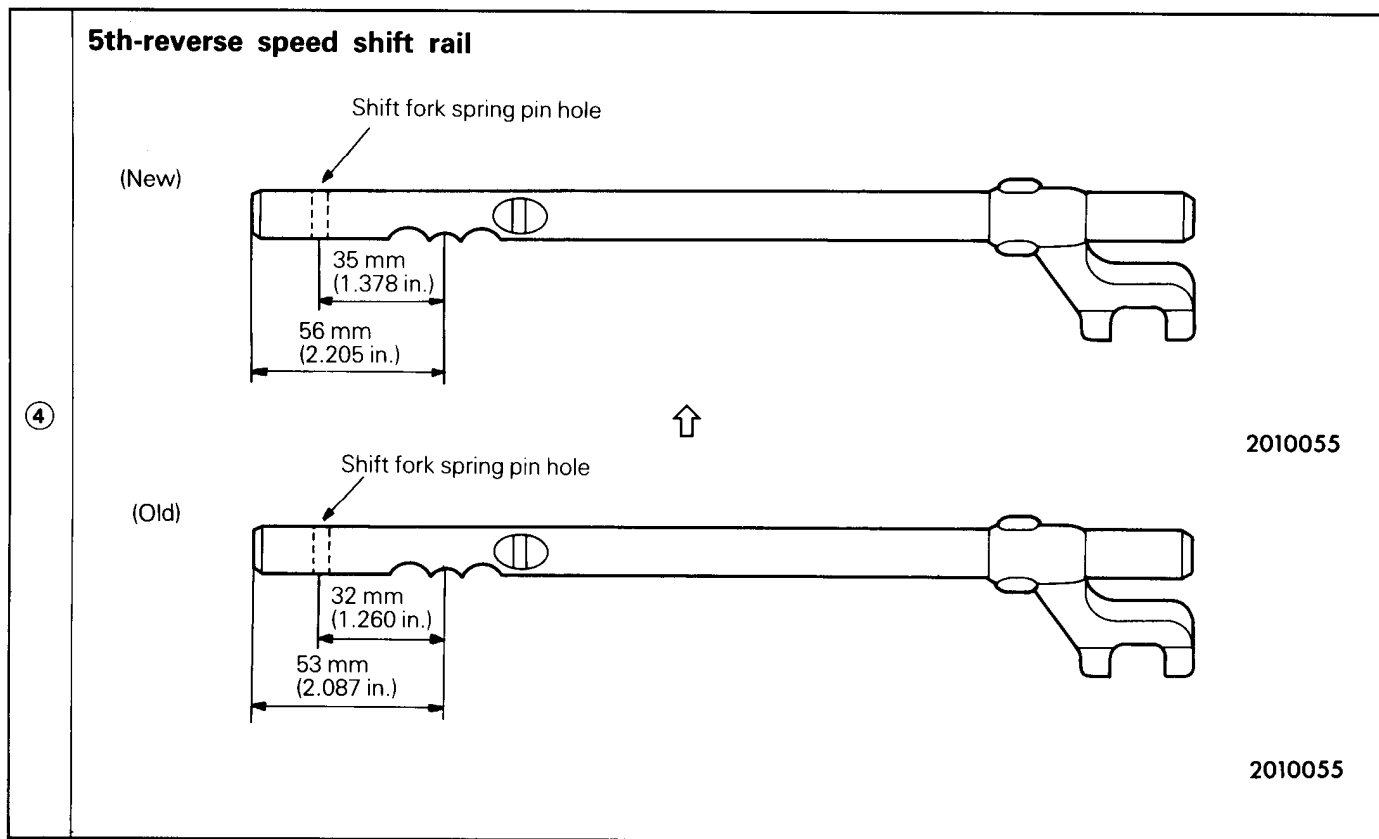 5th-reverse speed shift rail
Shift fork spring pin hole
(New)
35 mm
(1.378 in.)
56 mm
(2.205 in.)
4
2010055
Shift fork spring pin hole
(Old)
32 mm
(1.260 in.)
53 mm
(2.087 in.)
2010055